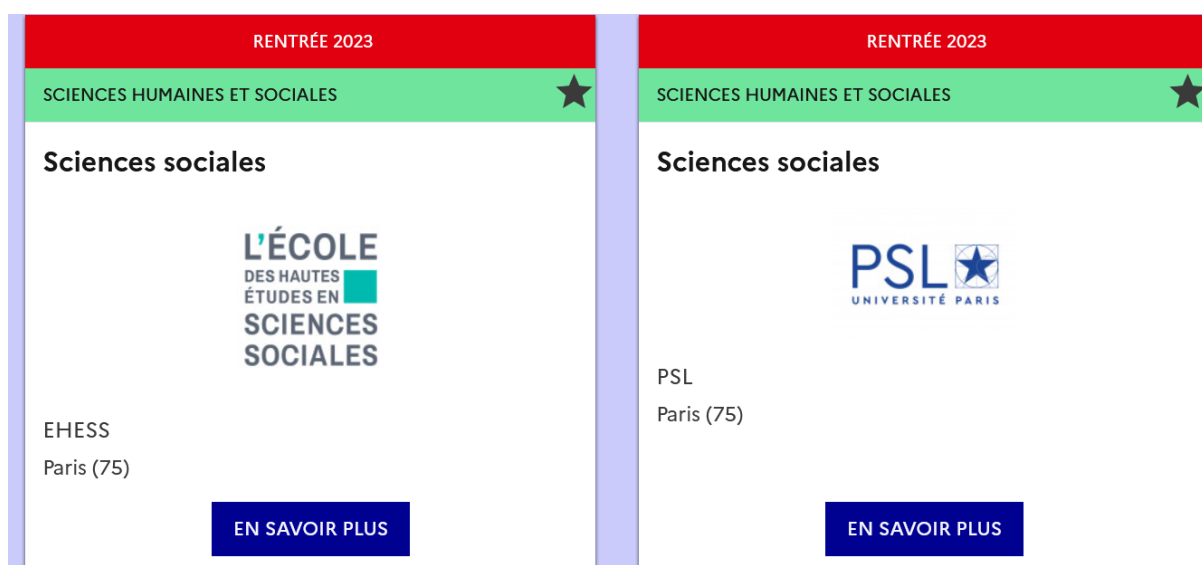 RENTRÉE 2023
SCIENCES HUMAINES ET SOCIALES
Sciences sociales
L'ÉCOLE
DES HAUTES
ÉTUDES EN
SCIENCES
SOCIALES
EHESS
Paris (75)
EN SAVOIR PLUS
RENTRÉE 2023
SCIENCES HUMAINES ET SOCIALES
Sciences sociales
PSL
UNIVERSITÉ PARIS
PSL
Paris (75)
EN SAVOIR PLUS